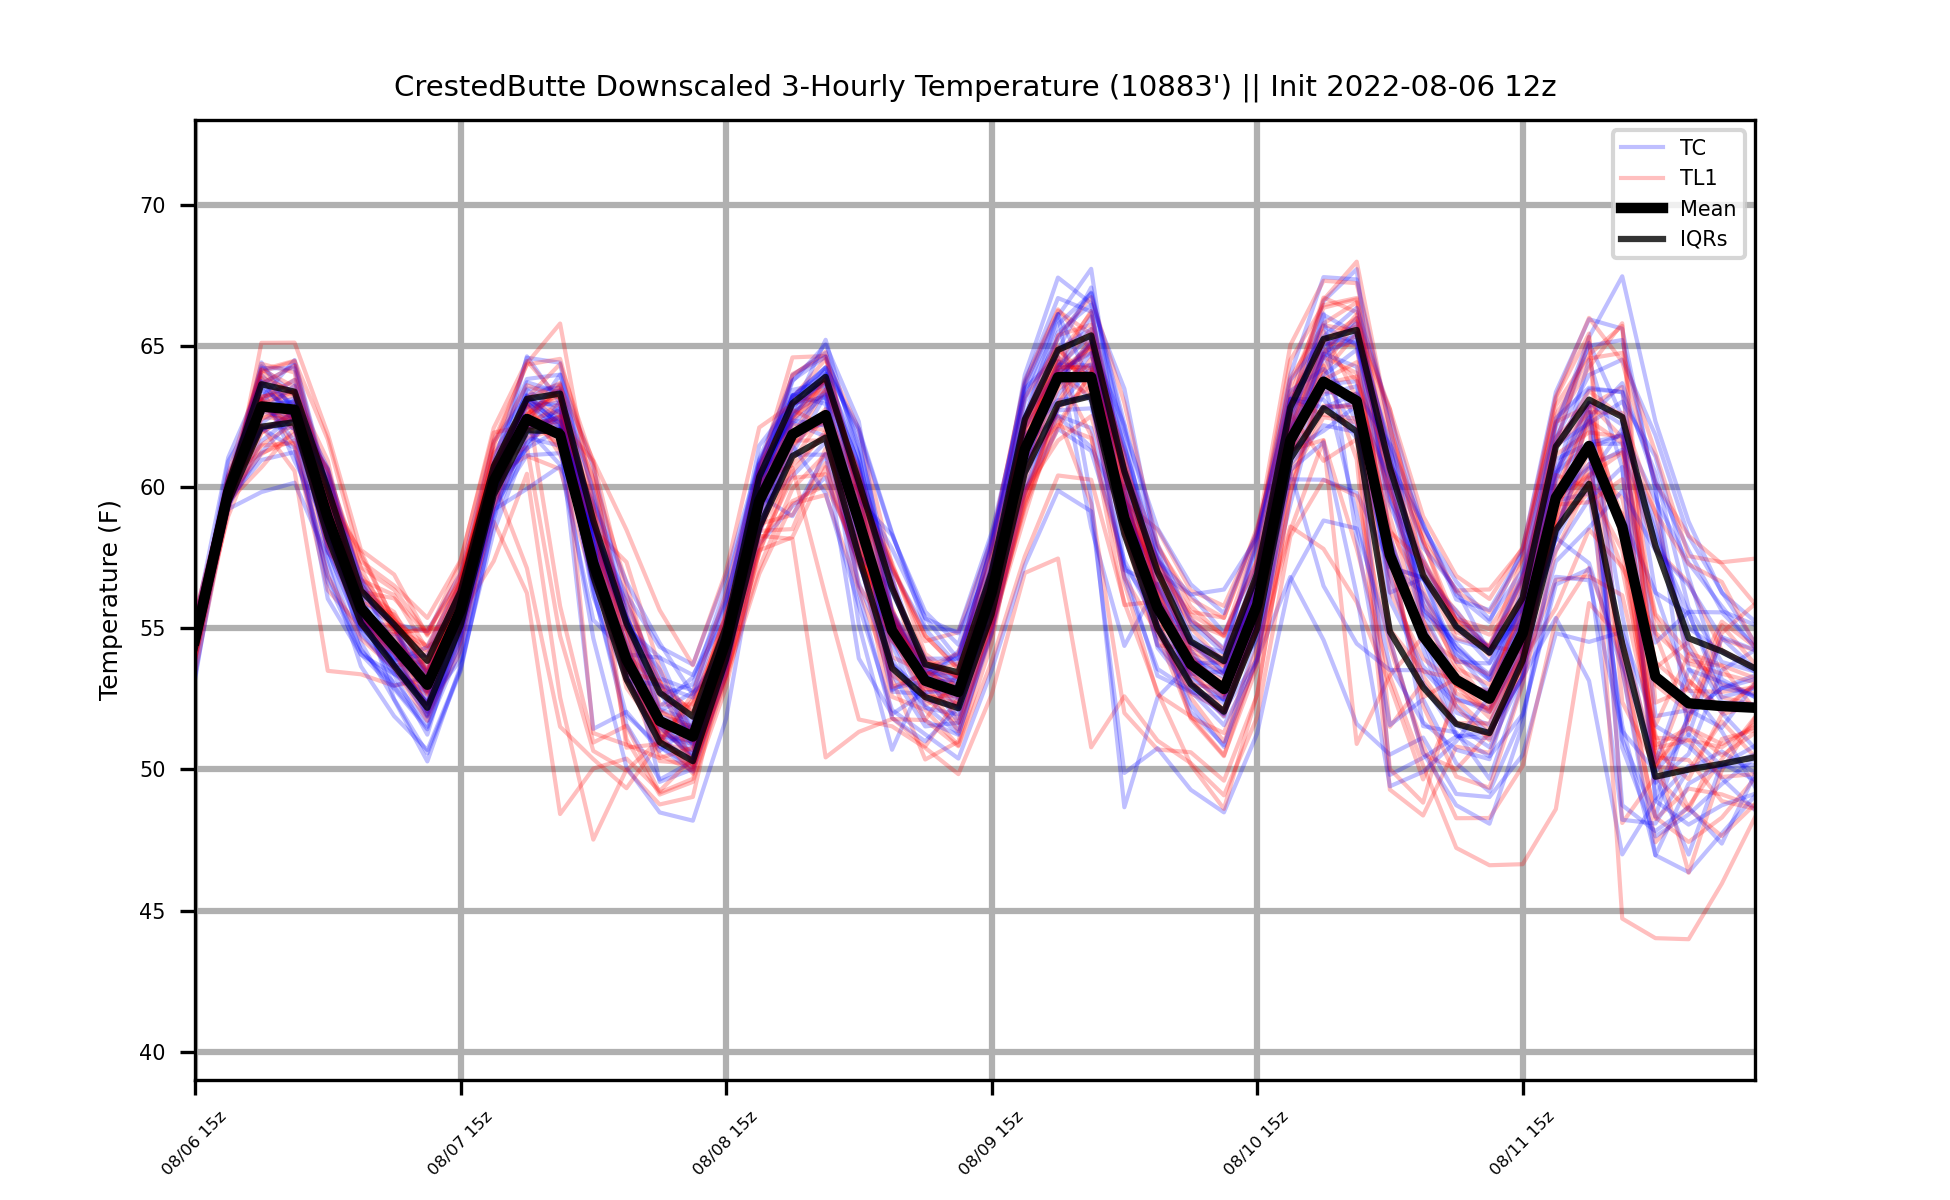 CrestedButte Downscaled 3-Hourly Temperature (10883') || Init 2022-08-06 12z
TC
TL1
Mean
IQRs
Temperature (F)
70
65
60
55
50
45
40
08/06 15z
08/07 15z
08/08 15z
08/09 15z
08/10 15z
08/11 15z